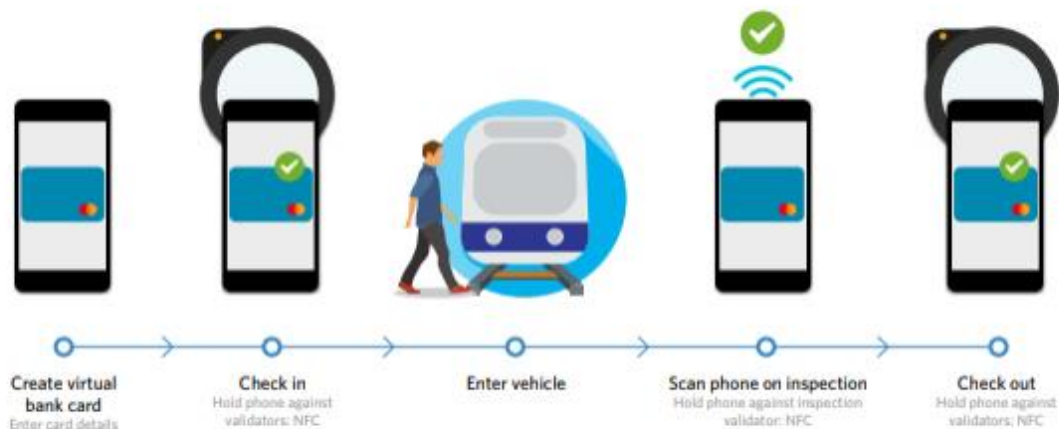 Create virtual
bank card
Enter card details
Check in
Hold phone against
validators: NFC
Enter vehicle
Scan phone on inspection
Hold phone against inspection
validator: NFC
Check out
Hold phone against
validators: NFC